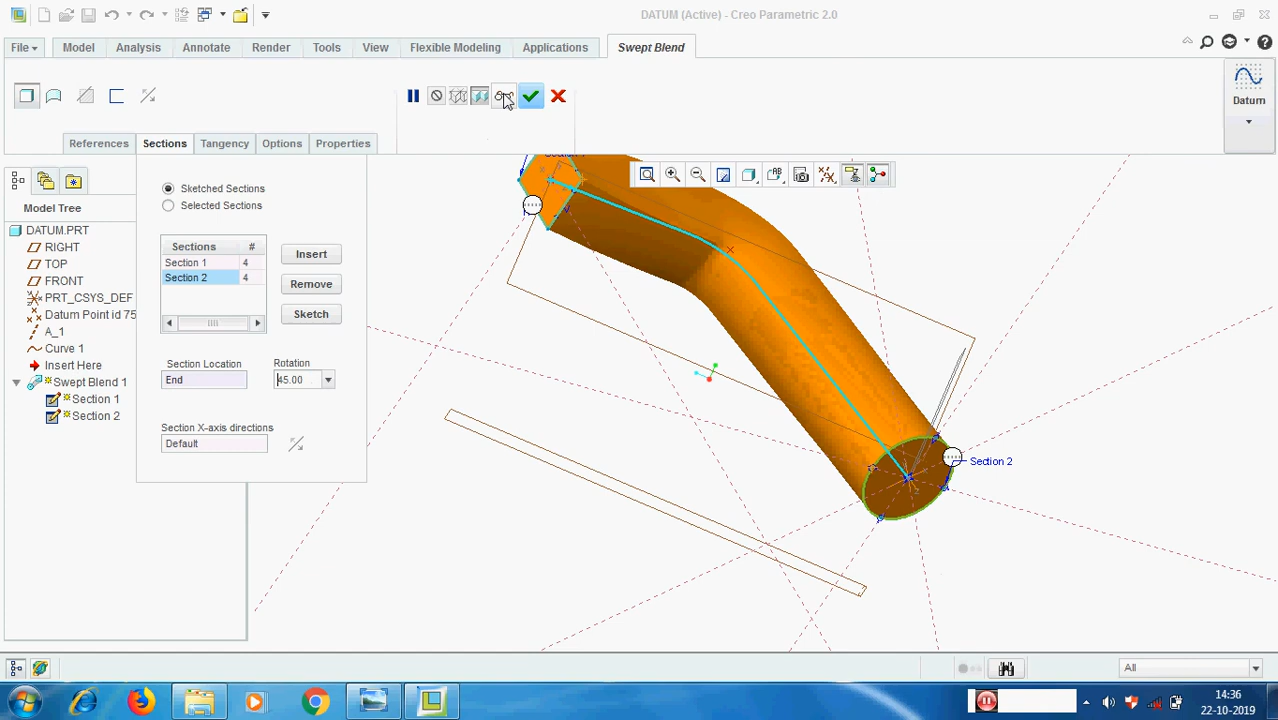 DATUM (Active) - Creo Parametric 2.0
File Model Analysis Annotate Render Tools View Flexible Modeling Applications Swept Blend
Datum
References Sections Tangency Options Properties
Model Tree
DATUM.PRT
RIGHT
TOP
FRONT
PRT_CSYS_DEF
Datum Point id 75
A_1
Curve 1
Insert Here
Swept Blend 1
Section 1
Section 2
Sketched Sections
Selected Sections
Sections #
Section 1 4
Section 2 4
Insert
Remove
Sketch
Section Location Rotation
End 45.00
Section X-axis directions
Default
Section 2
All
14:36
22-10-2019